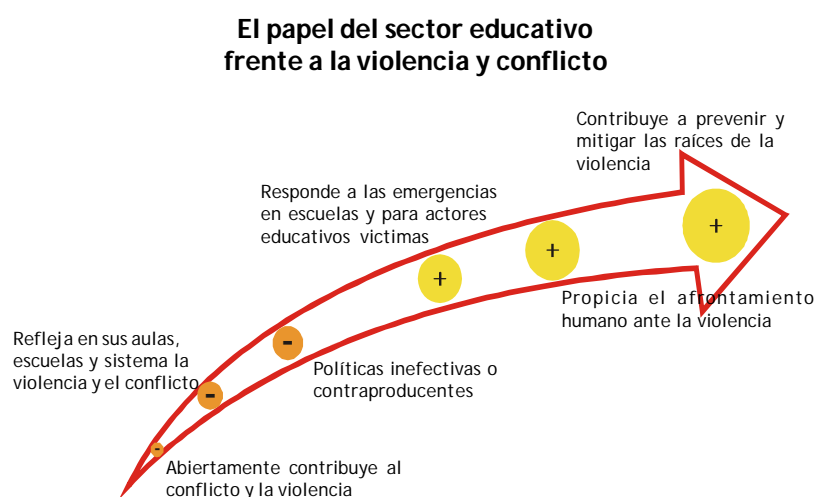 El papel del sector educativo
frente a la violencia y conflicto
Contribuye a prevenir y
mitigar las raíces de la
violencia
Responde a las emergencias
en escuelas y para actores
educativos victimas
+
+
+
Propicia el afrontamiento
humano ante la violencia
Refleja en sus aulas,
escuelas y sistema la
violencia y el conflicto
-
-
-
Políticas inefectivas o
contraproducentes
Abiertamente contribuye al
conflicto y la violencia